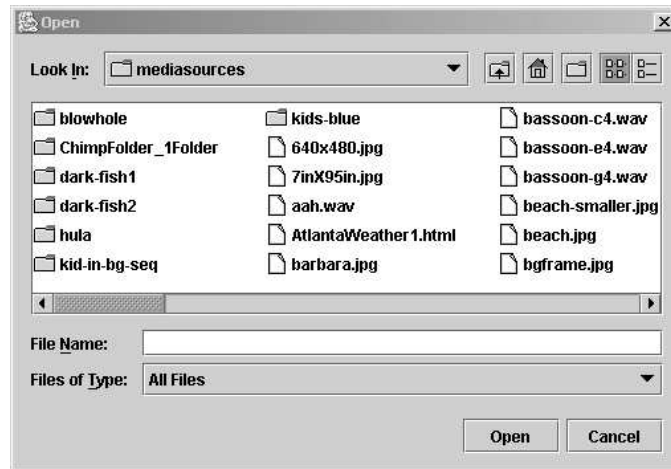 Open
Look In: mediasources
blowhole kids-blue bassoon-c4.wav
ChimpFolder_1Folder 640x480.jpg bassoon-e4.wav
dark-fish1 7inX95in.jpg bassoon-g4.wav
dark-fish2 aah.wav beach-smaller.jpg
hula AtlantaWeather1.html beach.jpg
kid-in-bg-seq barbara.jpg bgframe.jpg
File Name:
Files of Type: All Files
Open Cancel